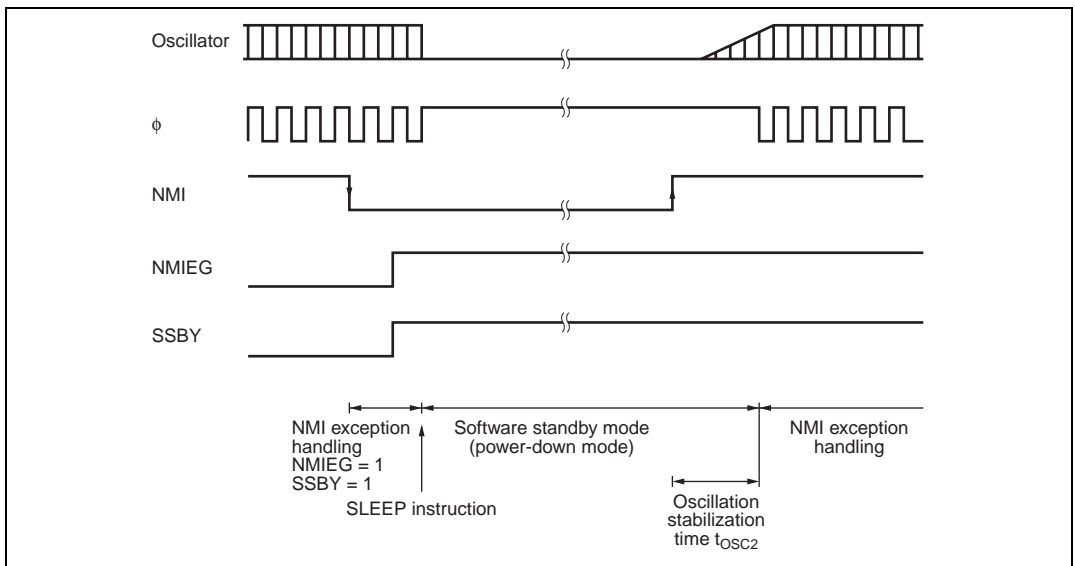 Oscillator
ϕ
NMI
NMIEG
SSBY
NMI exception
handling
NMIEG = 1
SSBY = 1
SLEEP instruction
Software standby mode
(power-down mode)
NMI exception
handling
Oscillation
stabilization
time tOSC2